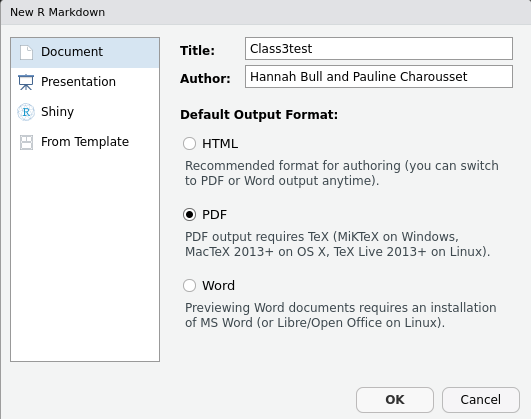 New R Markdown
Document
Presentation
R Shiny
From Template
Title: Class3test
Author: Hannah Bull and Pauline Charousset
Default Output Format:
HTML
Recommended format for authoring (you can switch
to PDF or Word output anytime).
PDF
PDF output requires TeX (MiKTeX on Windows,
MacTeX 2013+ on OS X, TeX Live 2013+ on Linux).
Word
Previewing Word documents requires an installation
of MS Word (or Libre/Open Office on Linux).
OK Cancel